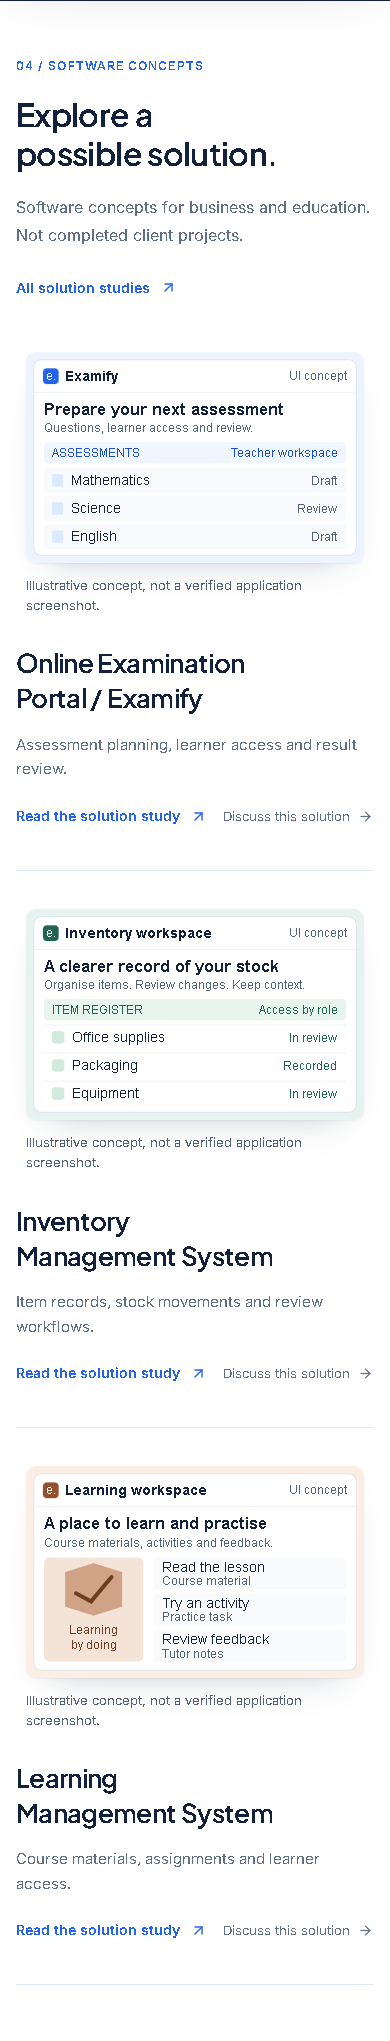 04 / SOFTWARE CONCEPTS
Explore a
possible solution.
Software concepts for business and education.
Not completed client projects.
All solution studies ↗
e. Examify UI concept
Prepare your next assessment
Questions, learner access and review.
ASSESSMENTS Teacher workspace
Mathematics Draft
Science Review
English Draft
Illustrative concept, not a verified application
screenshot.
Online Examination
Portal / Examify
Assessment planning, learner access and result
review.
Read the solution study ↗ Discuss this solution →
e. Inventory workspace UI concept
A clearer record of your stock
Organise items. Review changes. Keep context.
ITEM REGISTER Access by role
Office supplies In review
Packaging Recorded
Equipment In review
Illustrative concept, not a verified application
screenshot.
Inventory
Management System
Item records, stock movements and review
workflows.
Read the solution study ↗ Discuss this solution →
e. Learning workspace UI concept
A place to learn and practise
Course materials, activities and feedback.
Learning
by doing
Read the lesson
Course material
Try an activity
Practice task
Review feedback
Tutor notes
Illustrative concept, not a verified application
screenshot.
Learning
Management System
Course materials, assignments and learner
access.
Read the solution study ↗ Discuss this solution →